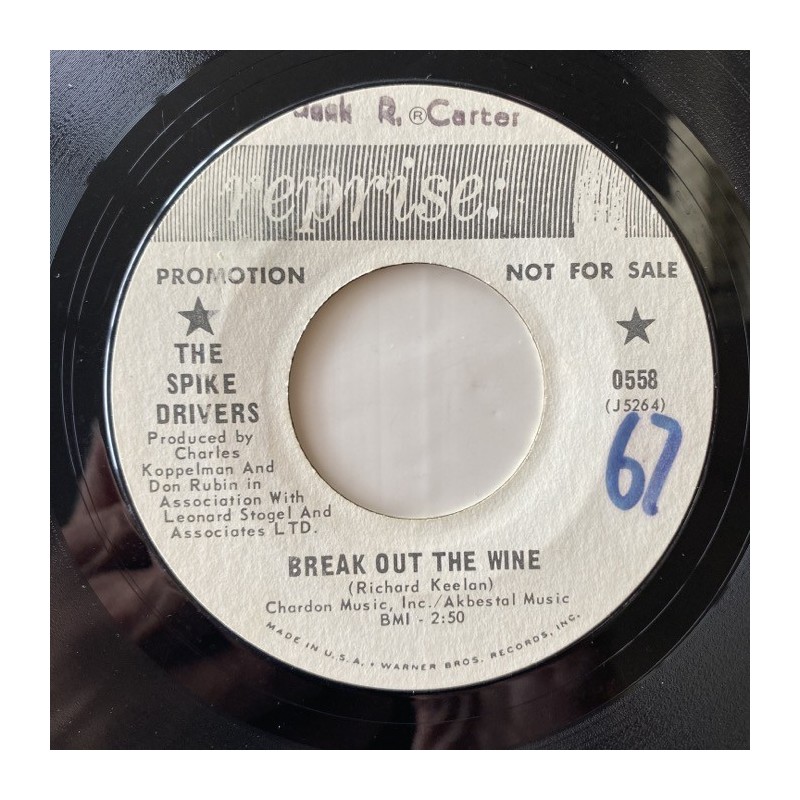 R. ® Carter
reprise:
PROMOTION
NOT FOR SALE
THE
SPIKE
DRIVERS
0558
(J5264)
67
Produced by
Charles
Koppelman And
Don Rubin in
Association With
Leonard Stogel And
Associates LTD.
BREAK OUT THE WINE
(Richard Keelan)
Chardon Music, Inc./Akbestal Music
BMI - 2:50
MADE IN U.S.A. • WARNER BROS. RECORDS, INC.